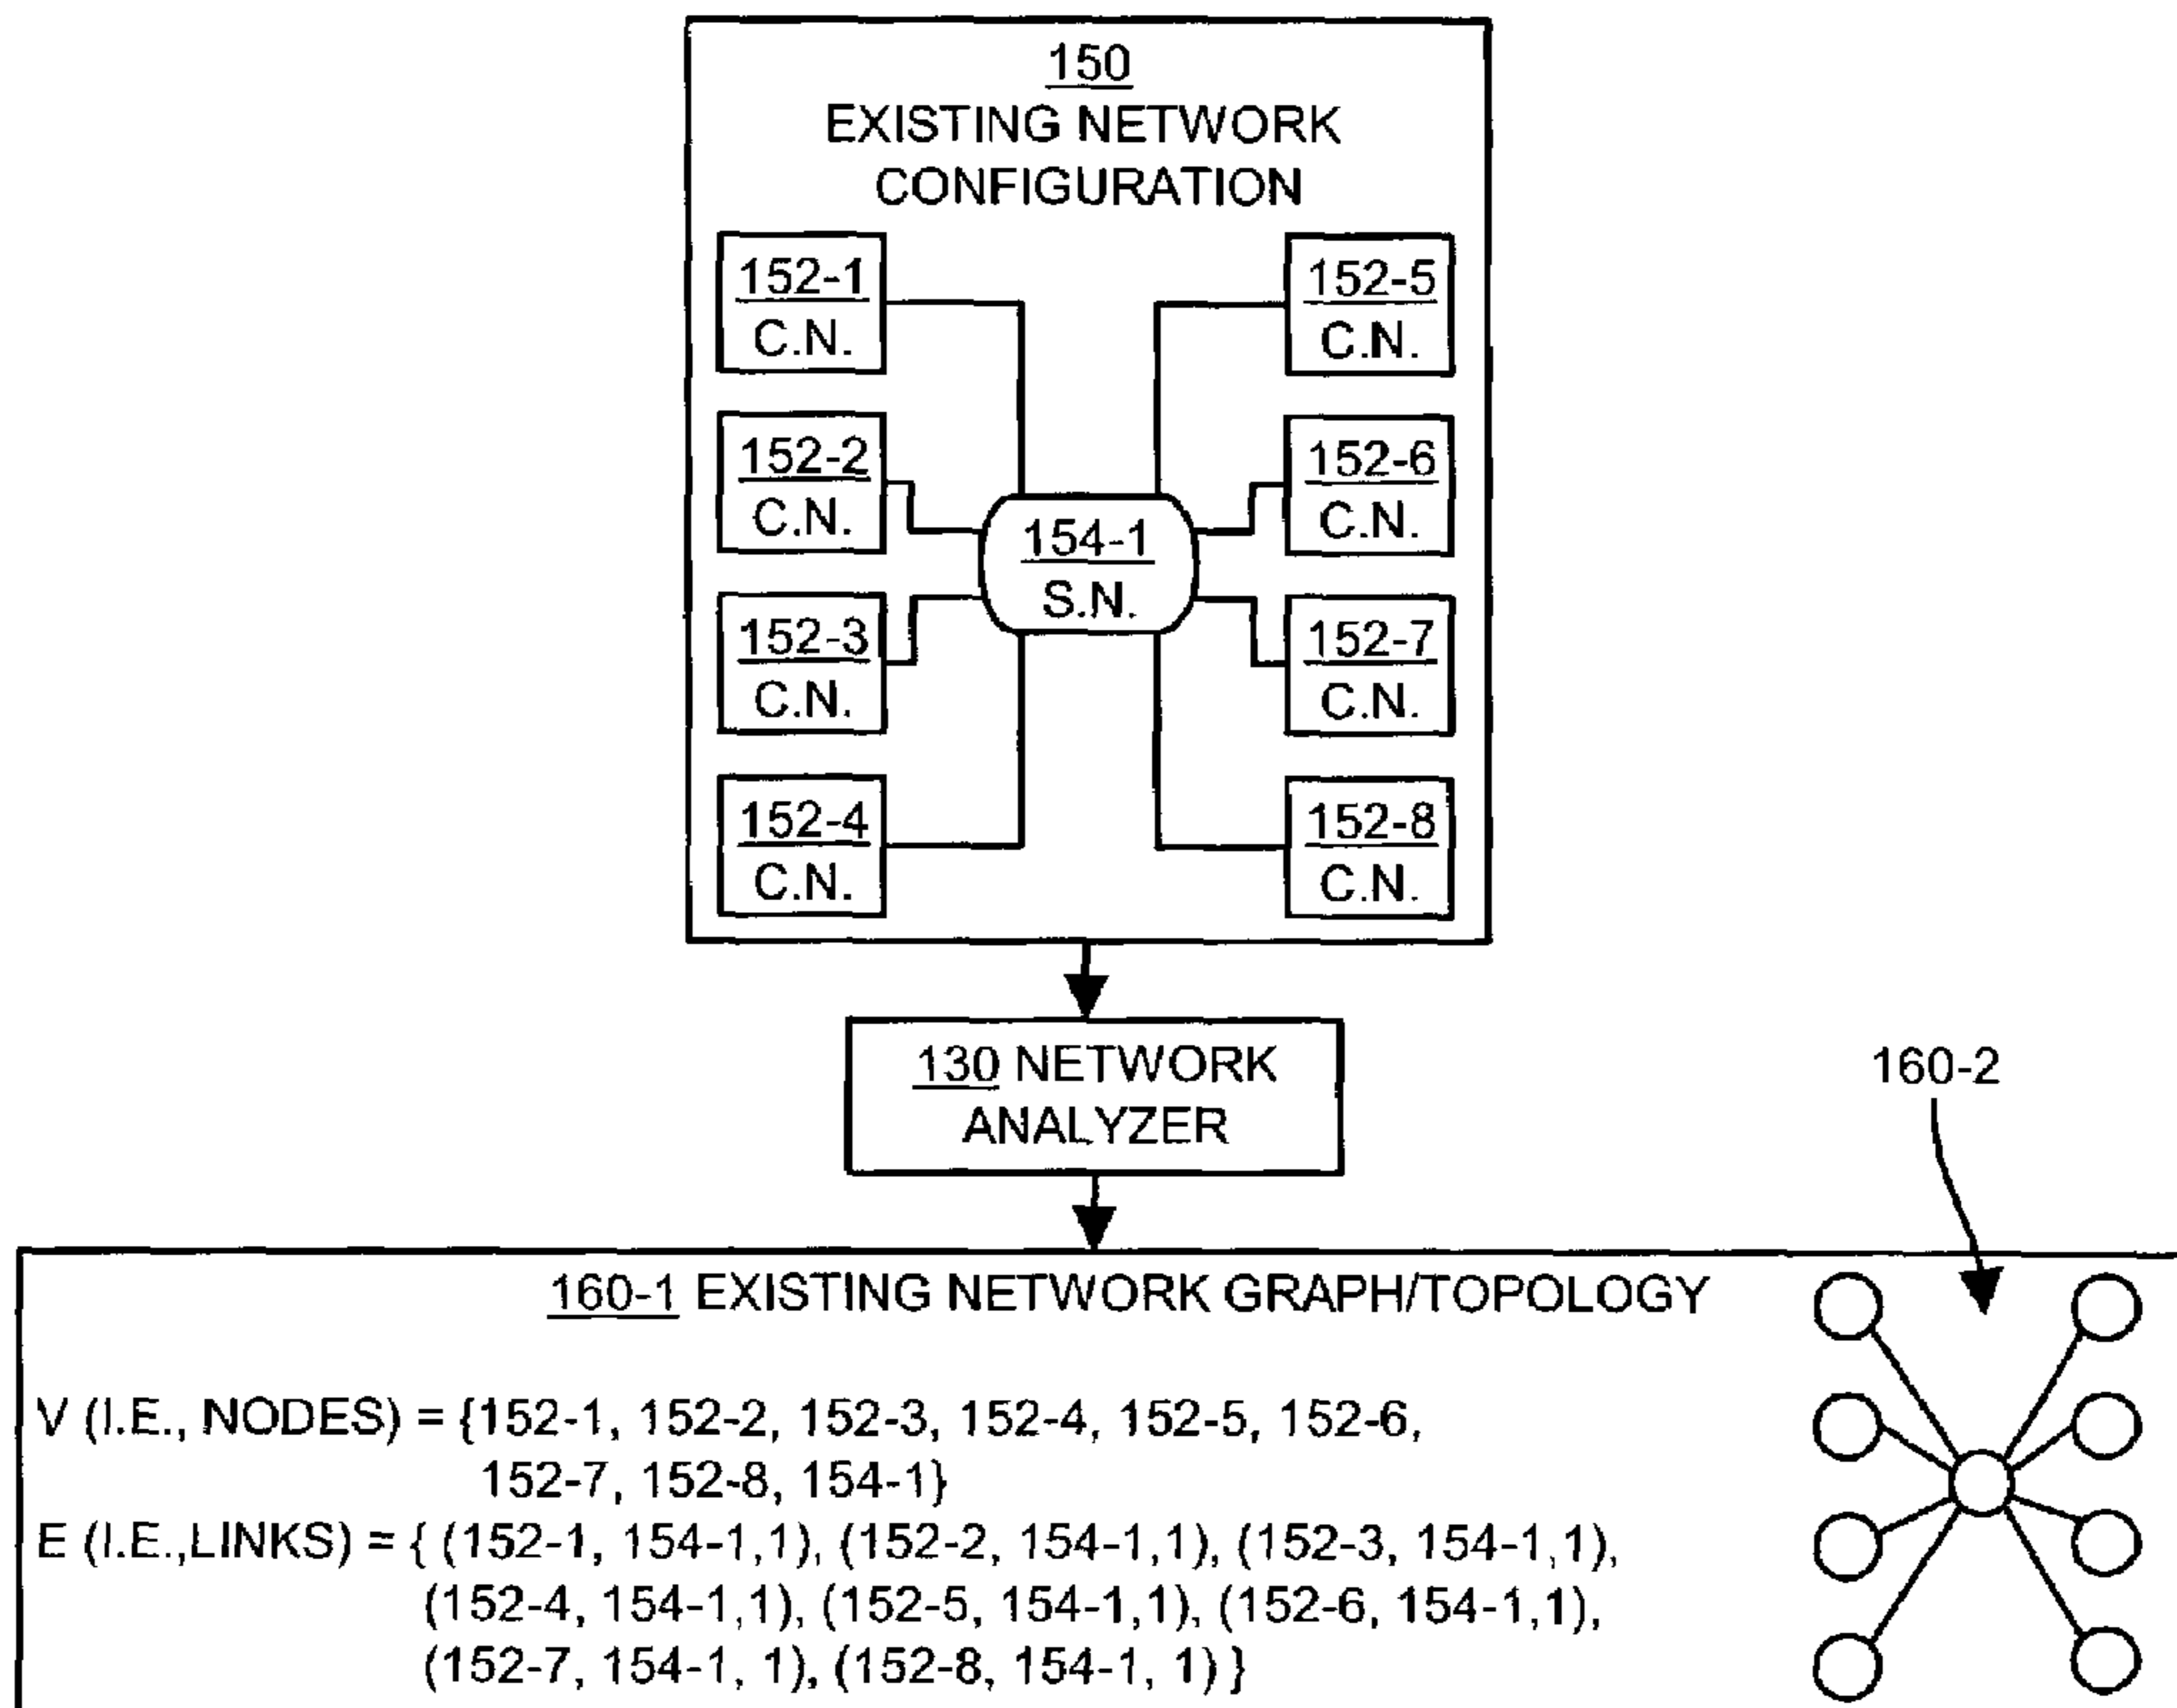 150
EXISTING NETWORK
CONFIGURATION
152-1
C.N.
152-5
C.N.
152-2
C.N.
152-6
C.N.
154-1
S.N.
152-3
C.N.
152-7
C.N.
152-4
C.N.
152-8
C.N.
130 NETWORK
ANALYZER
160-2
160-1 EXISTING NETWORK GRAPH/TOPOLOGY
V (I.E., NODES) = {152-1, 152-2, 152-3, 152-4, 152-5, 152-6,
152-7, 152-8, 154-1}
E (I.E.,LINKS) = { (152-1, 154-1,1), (152-2, 154-1,1), (152-3, 154-1,1),
(152-4, 154-1,1), (152-5, 154-1,1), (152-6, 154-1,1),
(152-7, 154-1, 1), (152-8, 154-1, 1) }